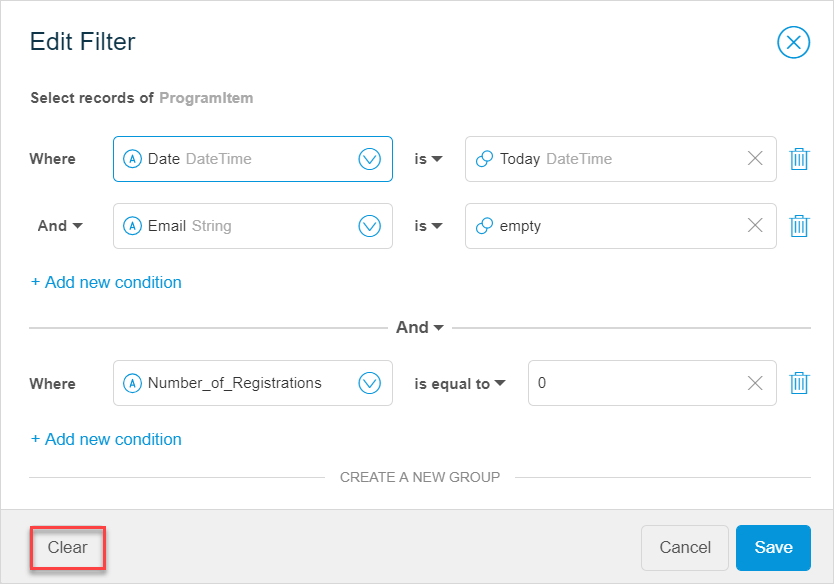 Edit Filter
Select records of ProgramItem
Where A Date DateTime is Today DateTime
And A Email String is empty
+ Add new condition
And
Where A Number_of_Registrations is equal to 0
+ Add new condition
CREATE A NEW GROUP
Clear Cancel Save